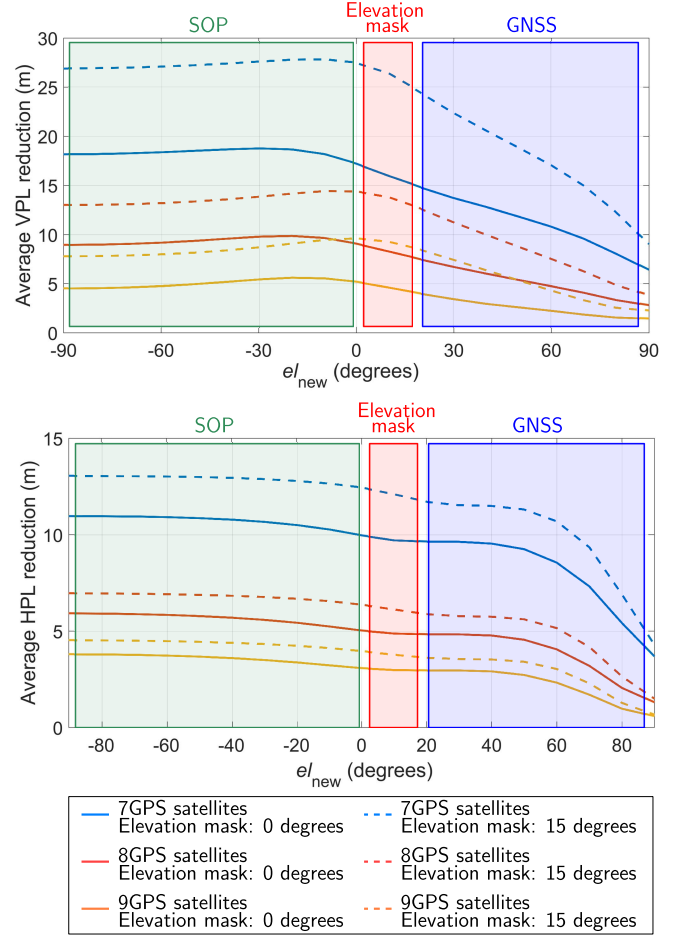 SOP
Elevation
mask
GNSS
30
25
20
15
10
5
0
Average VPL reduction (m)
-90
-60
-30
0
30
60
90
el_new (degrees)
SOP
Elevation
mask
GNSS
15
10
5
0
Average HPL reduction (m)
-80
-60
-40
-20
0
20
40
60
80
el_new (degrees)
7GPS satellites
Elevation mask: 0 degrees
7GPS satellites
Elevation mask: 15 degrees
8GPS satellites
Elevation mask: 0 degrees
8GPS satellites
Elevation mask: 15 degrees
9GPS satellites
Elevation mask: 0 degrees
9GPS satellites
Elevation mask: 15 degrees